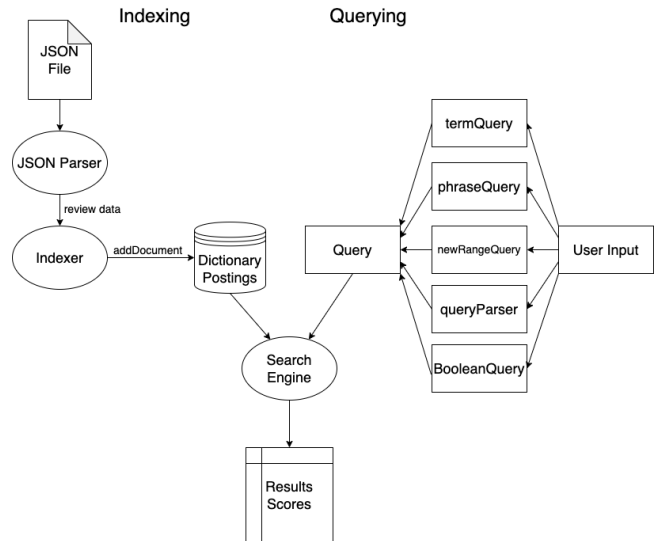 Indexing
Querying
JSON
File
JSON Parser
review data
Indexer
addDocument
Dictionary
Postings
termQuery
phraseQuery
newRangeQuery
queryParser
BooleanQuery
Query
User Input
Search
Engine
Results
Scores